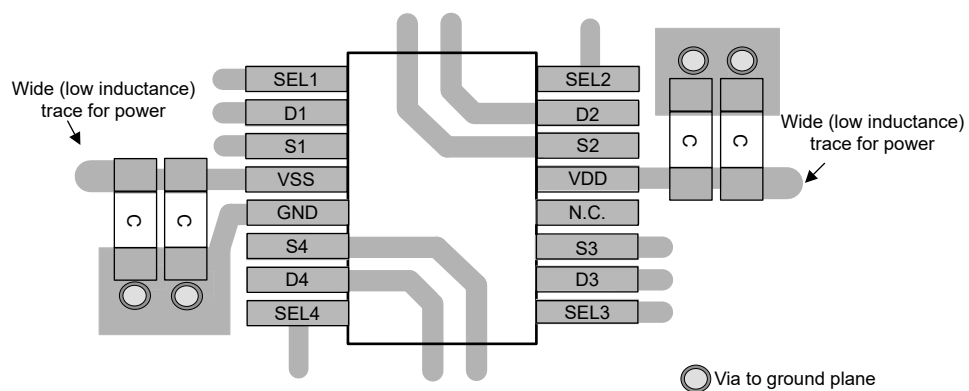 Wide (low inductance)
trace for power
C
C
SEL1
D1
S1
VSS
GND
S4
D4
SEL4
SEL2
D2
S2
VDD
N.C.
S3
D3
SEL3
C
C
Wide (low inductance)
trace for power
Via to ground plane